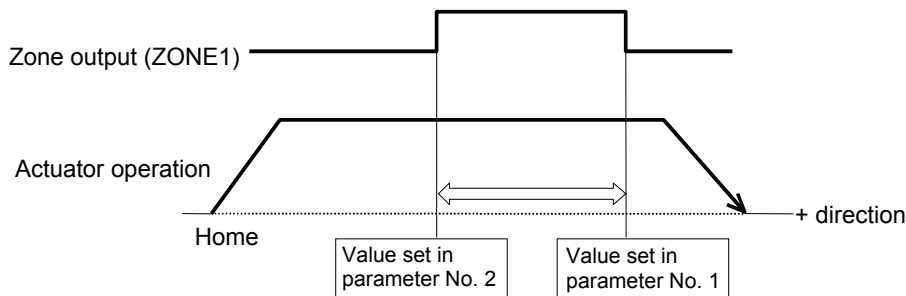 Zone output (ZONE1)
Actuator operation
+ direction
Home
Value set in
parameter No. 2
Value set in
parameter No. 1